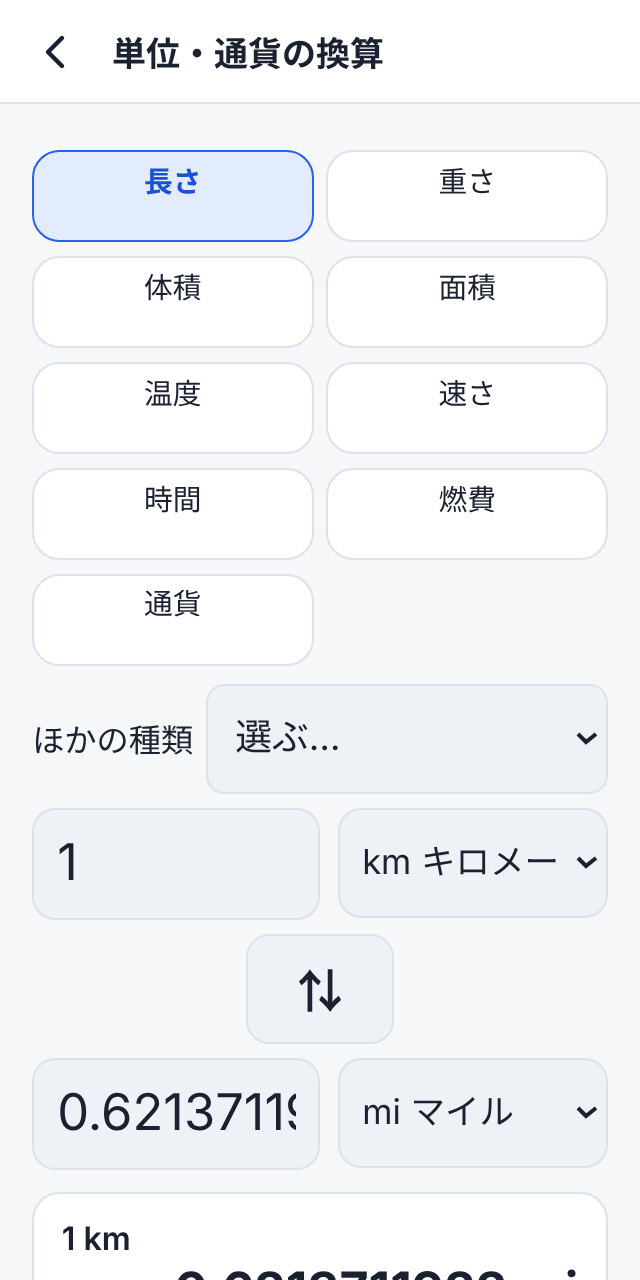 単位・通貨の換算
長さ
重さ
体積
面積
温度
速さ
時間
燃費
通貨
ほかの種類
選ぶ...
1
km キロメー
0.62137119
mi マイル
1 km